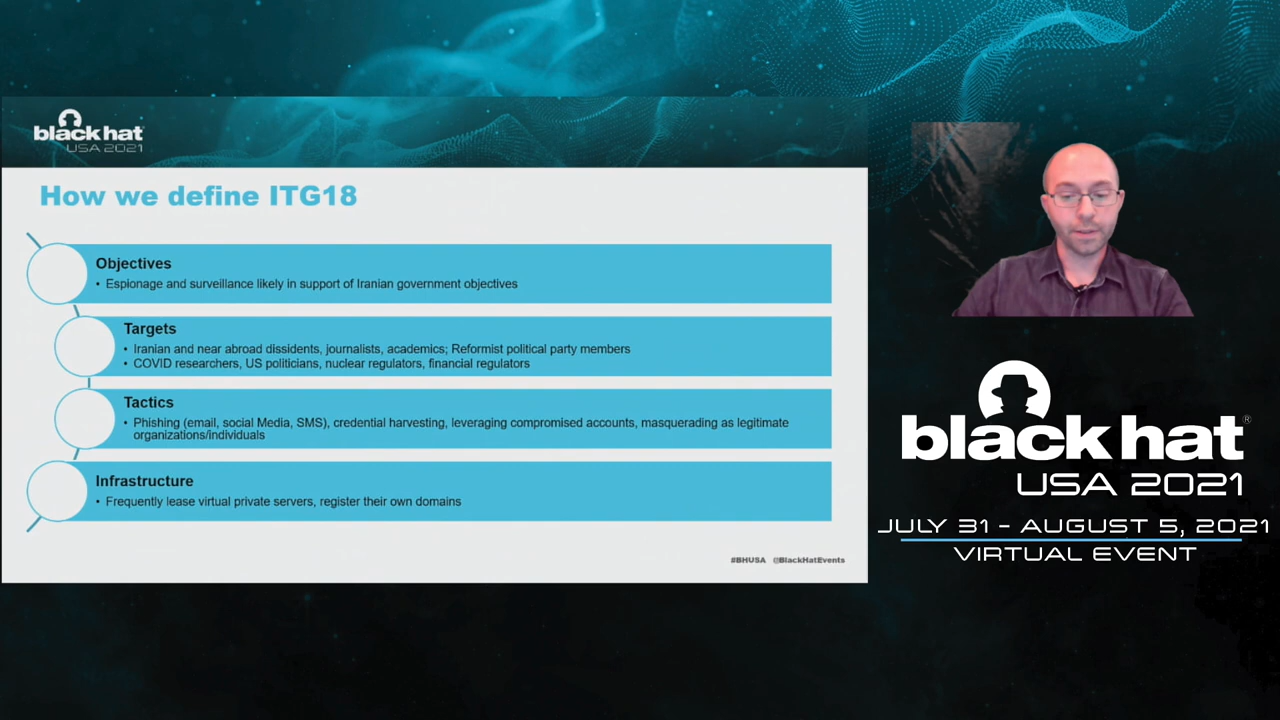 black hat
USA 2021
How we define ITG18
Objectives
• Espionage and surveillance likely in support of Iranian government objectives
Targets
• Iranian and near abroad dissidents, journalists, academics; Reformist political party members
• COVID researchers, US politicians, nuclear regulators, financial regulators
Tactics
• Phishing (email, social Media, SMS), credential harvesting, leveraging compromised accounts, masquerading as legitimate
organizations/individuals
Infrastructure
• Frequently lease virtual private servers, register their own domains
#BHUSA @BlackHatEvents
black hat®
USA 2021
JULY 31 – AUGUST 5, 2021
VIRTUAL EVENT